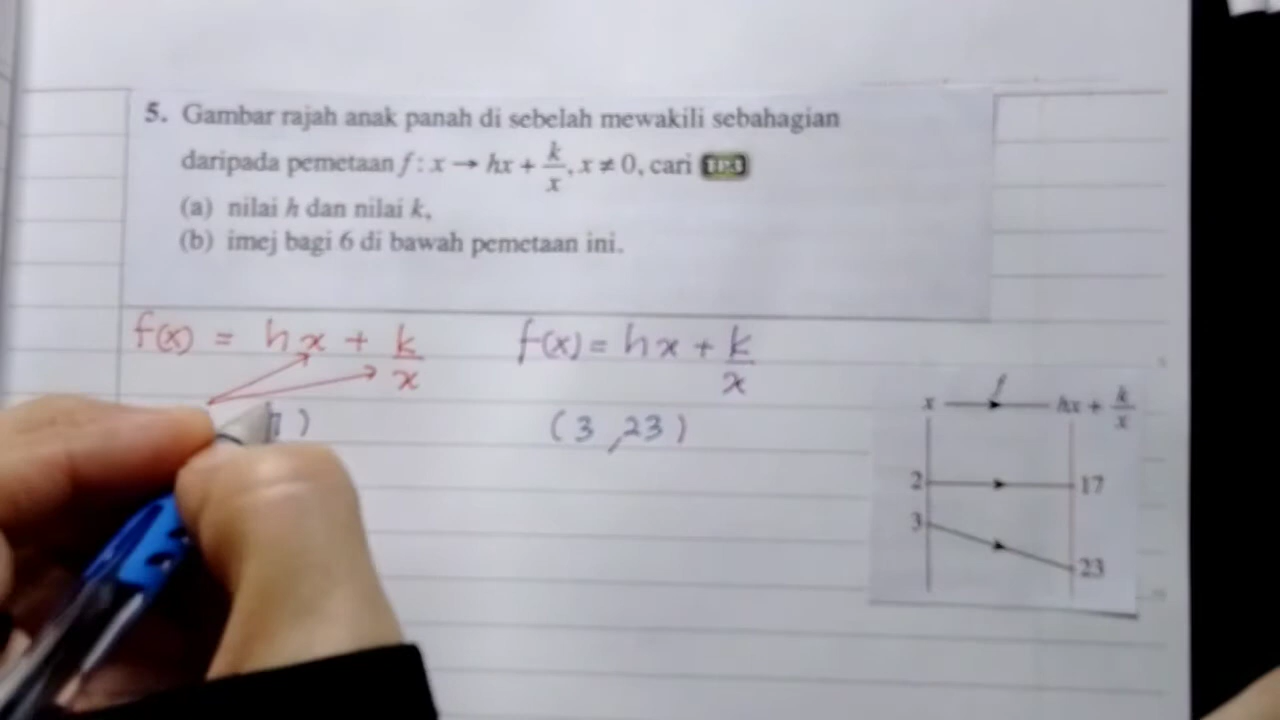 5. Gambar rajah anak panah di sebelah mewakili sebahagian
daripada pemetaan f : x → hx + k/x, x ≠ 0, cari TP3
(a) nilai h dan nilai k,
(b) imej bagi 6 di bawah pemetaan ini.
f(x) = hx + k/x
f(x) = hx + k/x
)
(3, 23)
x f hx + k/x
2 17
3 23